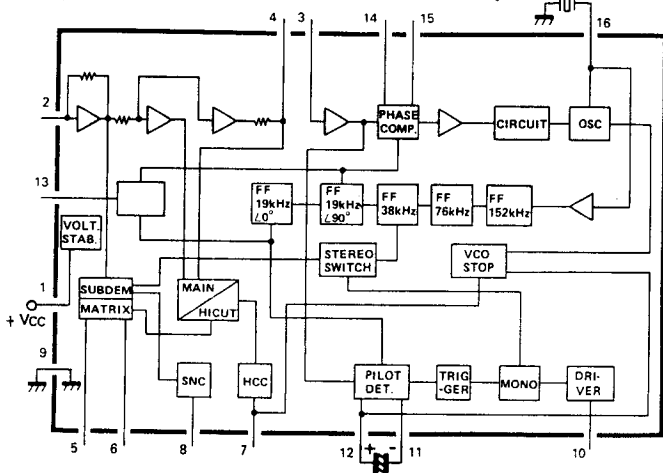 4 3 14 15 16
2
PHASE
COMP.
CIRCUIT
OSC
13
FF
19kHz
∠0°
FF
19kHz
∠90°
FF
38kHz
FF
76kHz
FF
152kHz
VOLT.
STAB.
STEREO
SWITCH
VCO
STOP
1
+ VCC
SUBDEM
MATRIX
MAIN
HICUT
9
SNC
HCC
PILOT
DET.
TRIG
-GER
MONO
DRI-
VER
5 6 8 7 12 + - 11 10